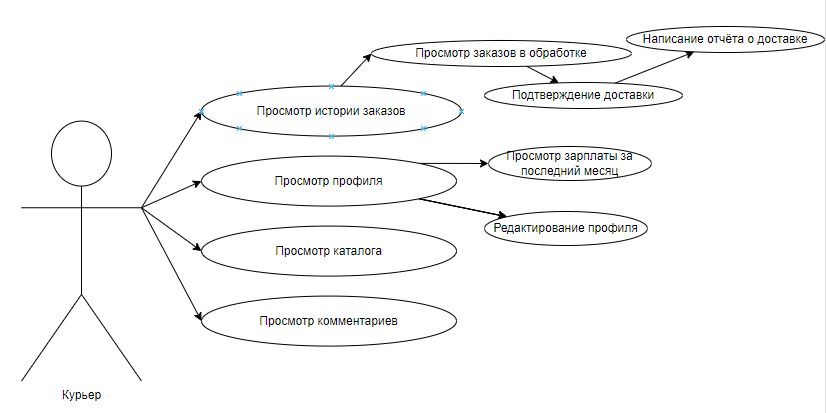 Написание отчёта о доставке
Просмотр заказов в обработке
Подтверждение доставки
Просмотр истории заказов
Просмотр зарплаты за
последний месяц
Просмотр профиля
Редактирование профиля
Просмотр каталога
Просмотр комментариев
Курьер